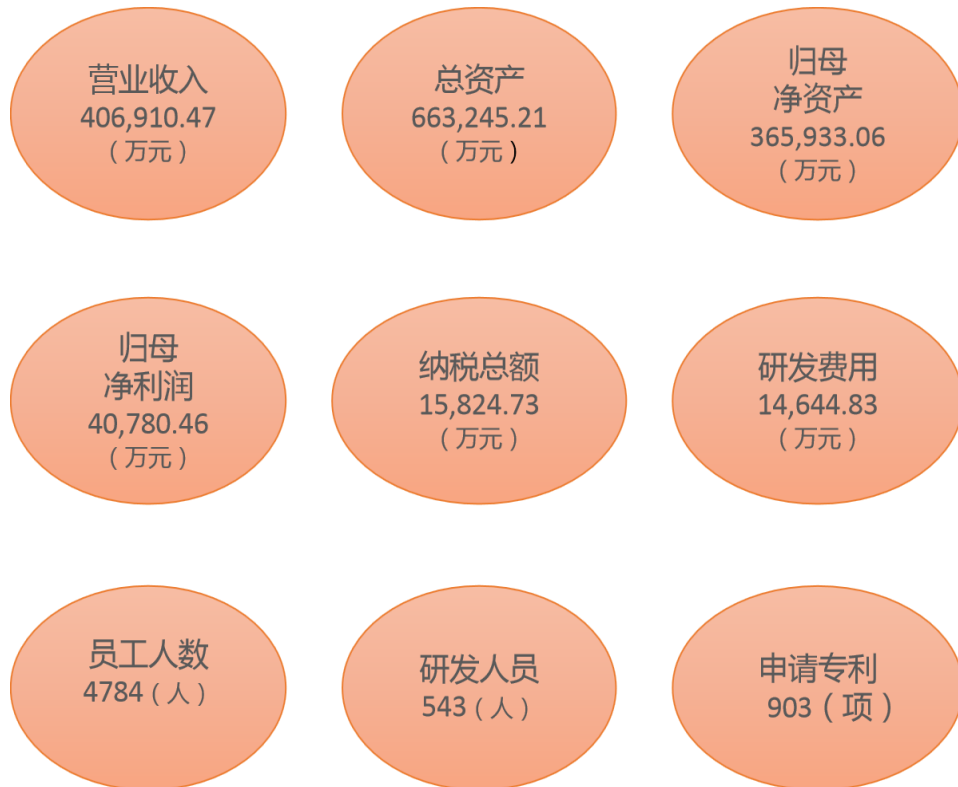 营业收入
406,910.47
（万元）
总资产
663,245.21
（万元）
归母
净资产
365,933.06
（万元）
归母
净利润
40,780.46
（万元）
纳税总额
15,824.73
（万元）
研发费用
14,644.83
（万元）
员工人数
4784（人）
研发人员
543（人）
申请专利
903（项）